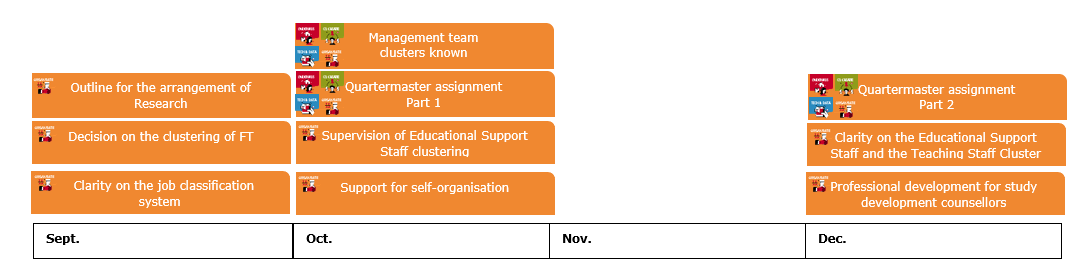 Management team
clusters known
Outline for the arrangement of
Research
Quartermaster assignment
Part 1
Quartermaster assignment
Part 2
Decision on the clustering of FT
Supervision of Educational Support
Staff clustering
Clarity on the Educational Support
Staff and the Teaching Staff Cluster
Clarity on the job classification
system
Support for self-organisation
Professional development for study
development counsellors
Sept.
Oct.
Nov.
Dec.